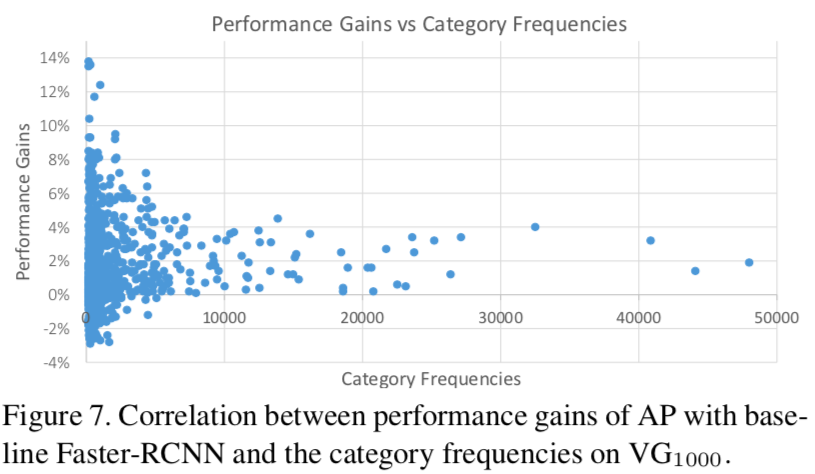 Performance Gains vs Category Frequencies
14%
12%
10%
8%
6%
4%
2%
0%
-2%
-4%
Performance Gains
0 10000 20000 30000 40000 50000
Category Frequencies
Figure 7. Correlation between performance gains of AP with base-
line Faster-RCNN and the category frequencies on VG1000.